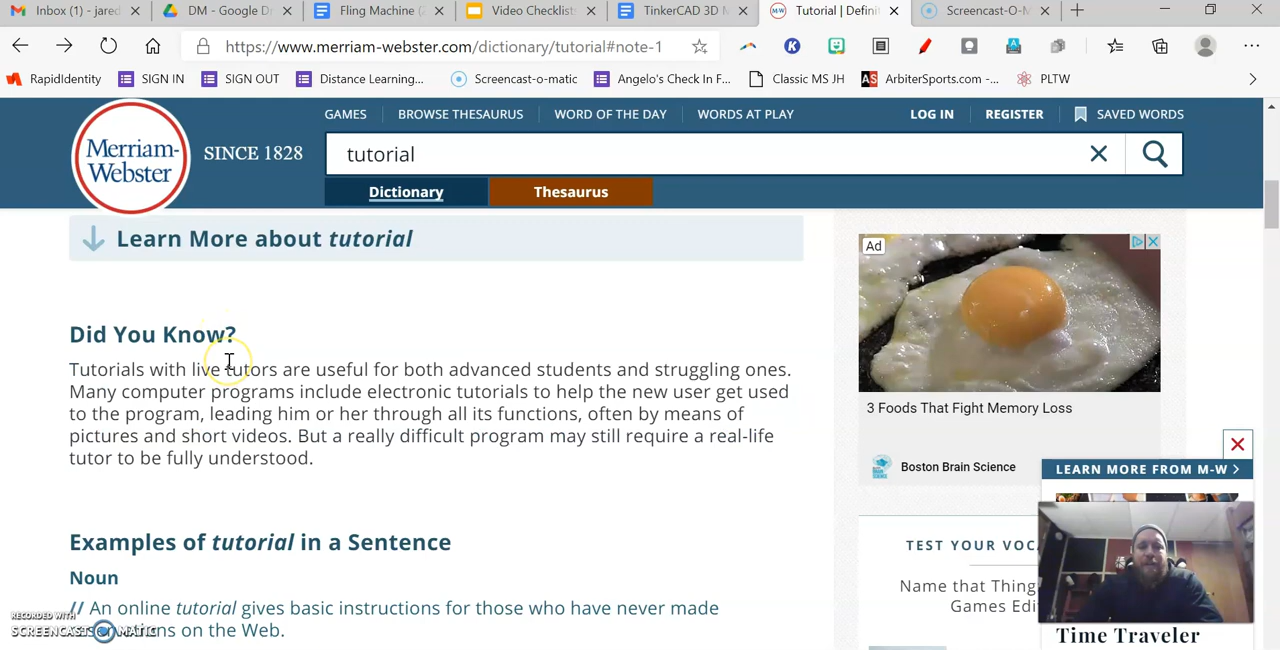 Inbox (1) - jared
DM - Google D
Fling Machine (
Video Checklist
TinkerCAD 3D M
Tutorial | Defini
Screencast-O-M
https://www.merriam-webster.com/dictionary/tutorial#note-1
RapidIdentity
SIGN IN
SIGN OUT
Distance Learning...
Screencast-o-matic
Angelo's Check In F...
Classic MS JH
AS ArbiterSports.com -...
PLTW
GAMES
BROWSE THESAURUS
WORD OF THE DAY
WORDS AT PLAY
LOG IN
REGISTER
SAVED WORDS
Merriam-
Webster
SINCE 1828
tutorial
Dictionary
Thesaurus
Learn More about tutorial
Did You Know?
Tutorials with live tutors are useful for both advanced students and struggling ones.
Many computer programs include electronic tutorials to help the new user get used
to the program, leading him or her through all its functions, often by means of
pictures and short videos. But a really difficult program may still require a real-life
tutor to be fully understood.
Examples of tutorial in a Sentence
Noun
// An online tutorial gives basic instructions for those who have never made
on the Web.
RECORDED WITH
SCREENCAST MATIC
Ad
3 Foods That Fight Memory Loss
Boston Brain Science
LEARN MORE FROM M-W >
TEST YOUR VOC
Name that Thing
Games Edi
Time Traveler